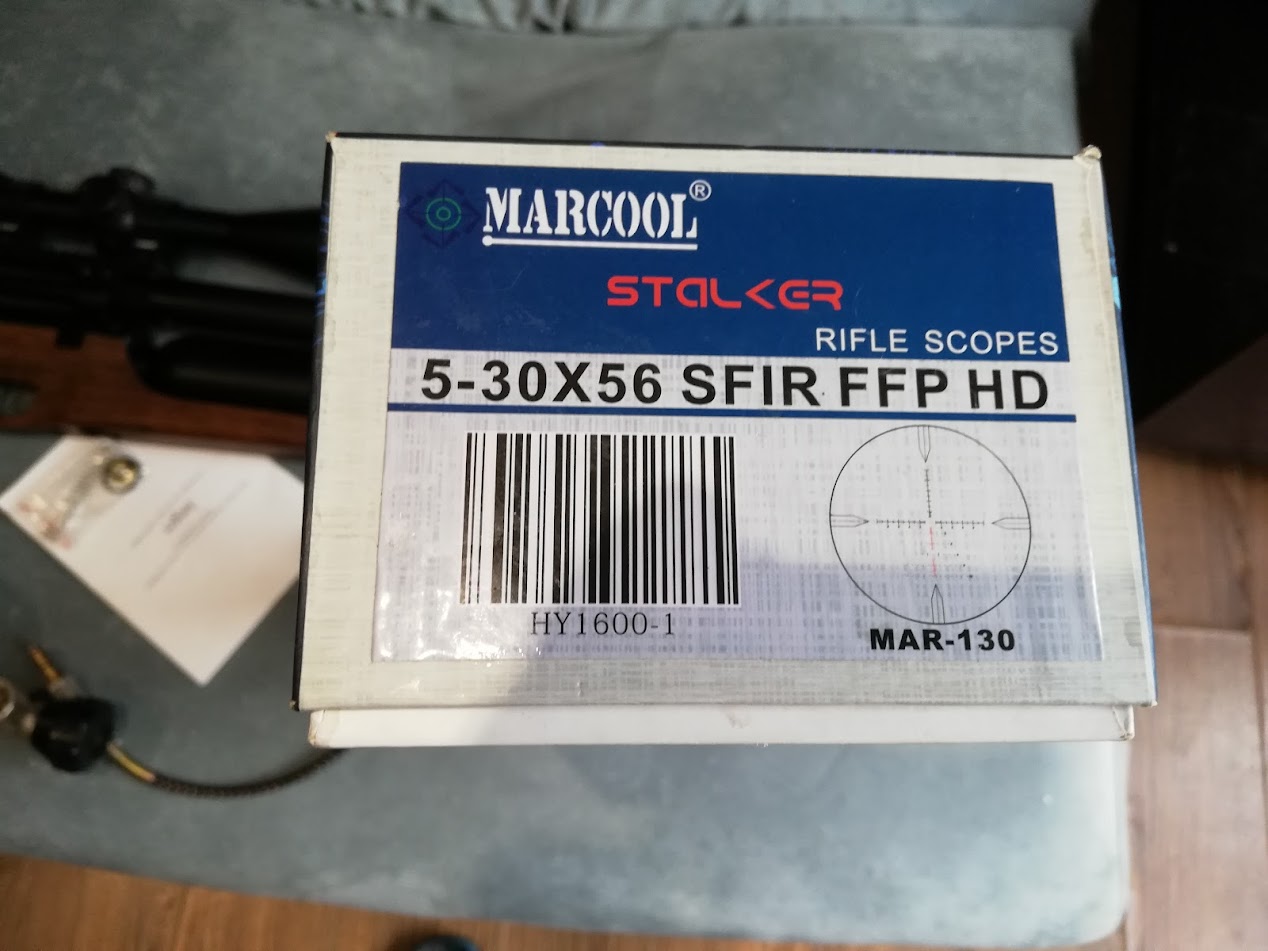 MARCOOL®
STALKER
RIFLE SCOPES
5-30X56 SFIR FFP HD
HY1600-1
MAR-130